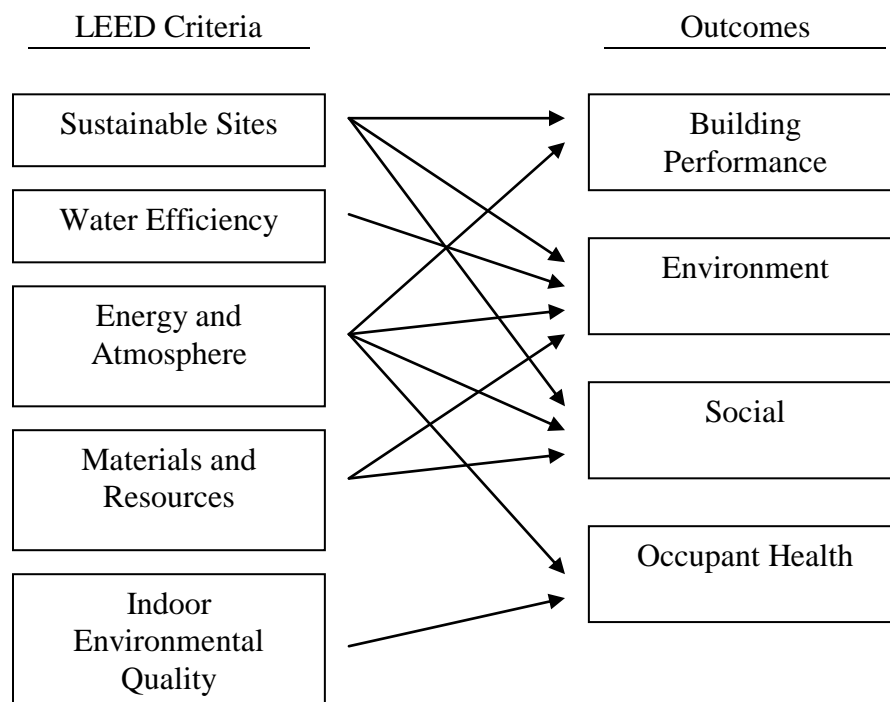 LEED Criteria
Outcomes
Sustainable Sites
Water Efficiency
Energy and
Atmosphere
Materials and
Resources
Indoor
Environmental
Quality
Building
Performance
Environment
Social
Occupant Health